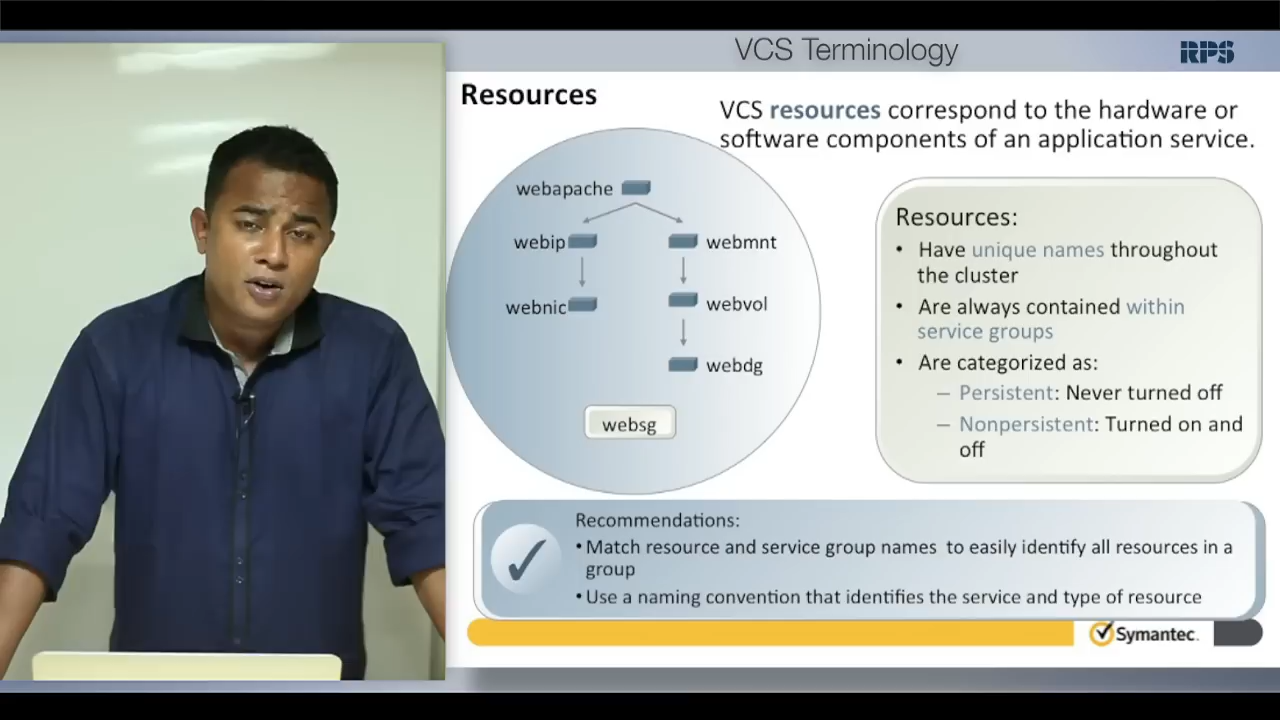 VCS Terminology
RPS
Resources
VCS resources correspond to the hardware or
software components of an application service.
webapache
webip
webmnt
webnic
webvol
webdg
websg
Resources:
• Have unique names throughout
the cluster
• Are always contained within
service groups
• Are categorized as:
– Persistent: Never turned off
– Nonpersistent: Turned on and
off
Recommendations:
• Match resource and service group names to easily identify all resources in a
group
• Use a naming convention that identifies the service and type of resource
Symantec.